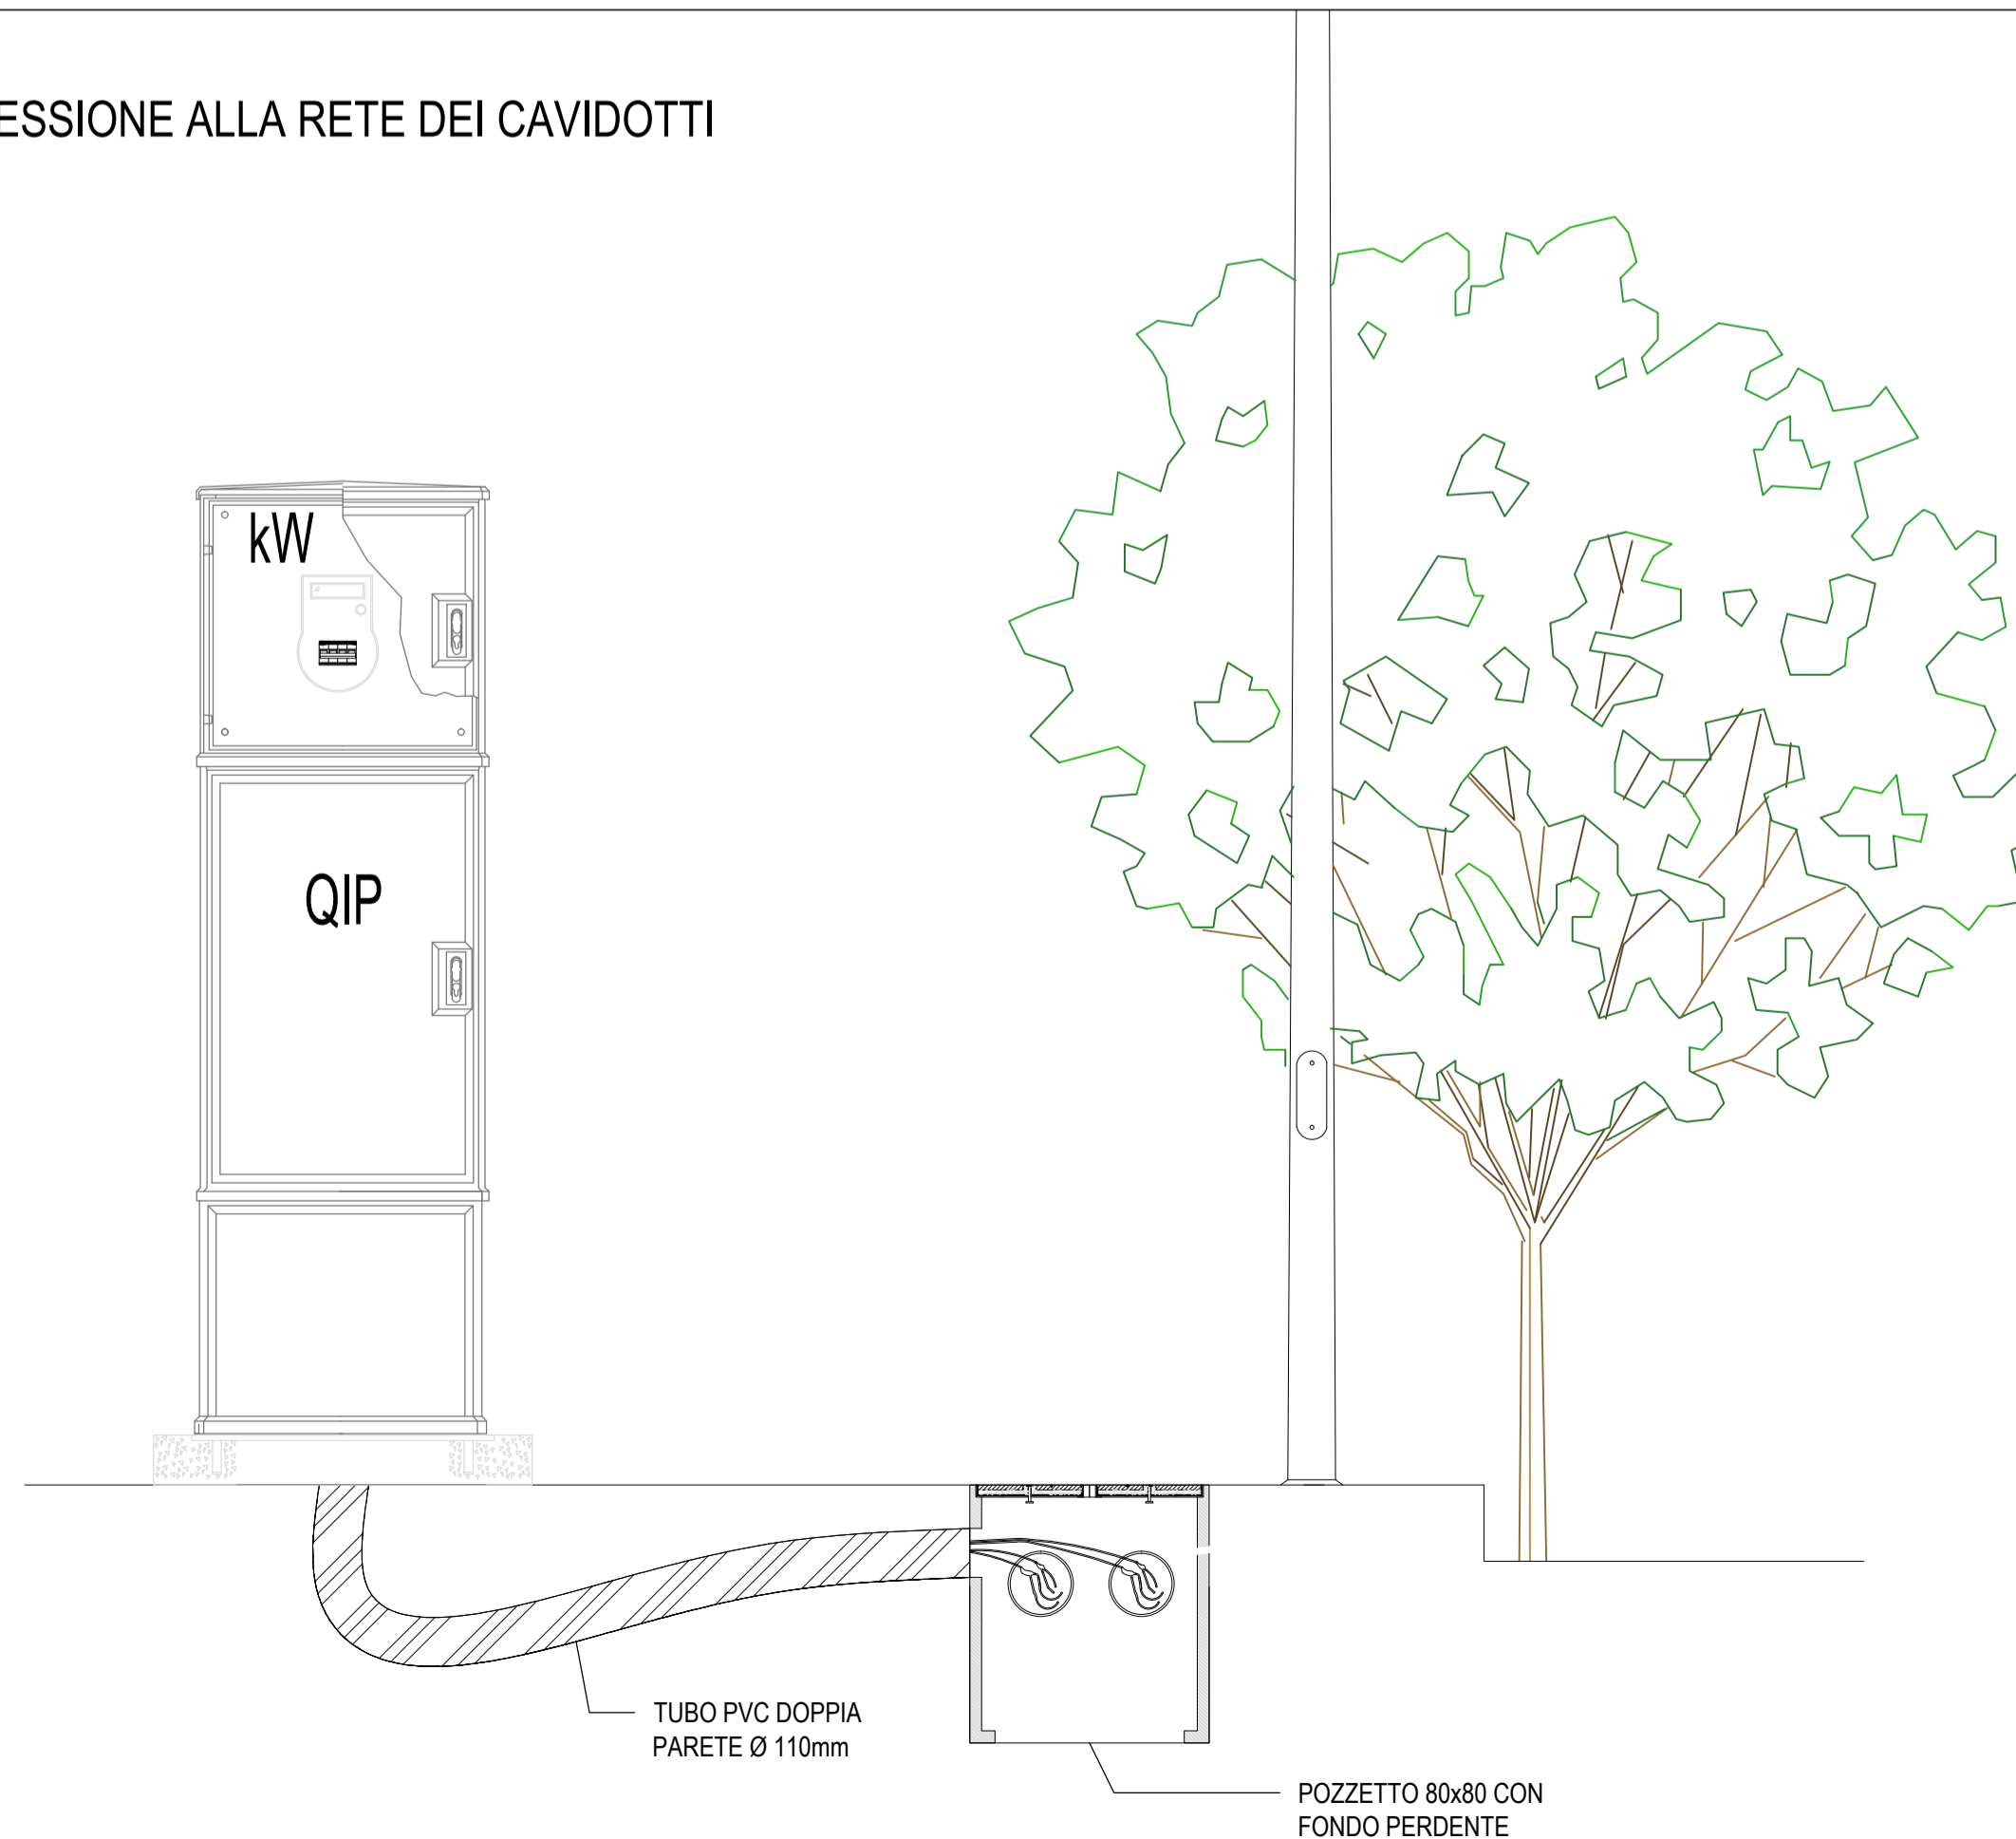 ESSIONE ALLA RETE DEI CAVIDOTTI
kW
QIP
TUBO PVC DOPPIA
PARETE Ø 110mm
POZZETTO 80x80 CON
FONDO PERDENTE